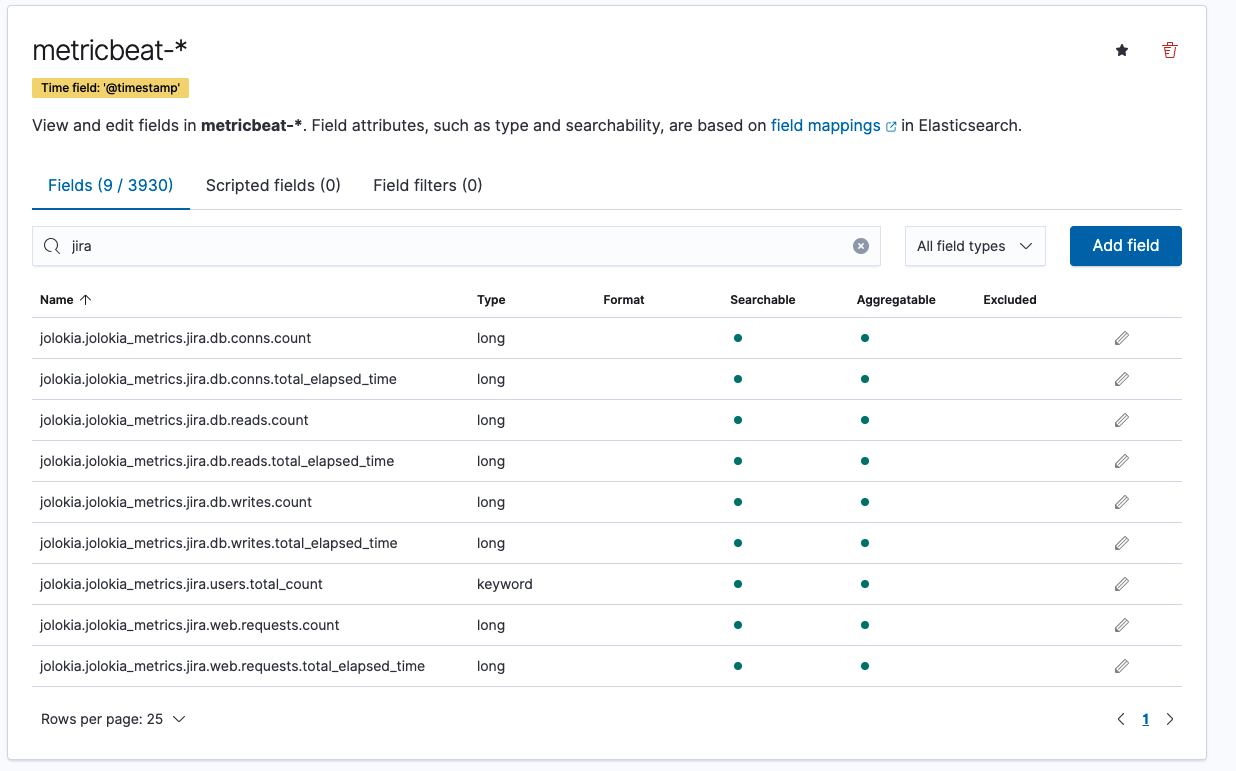 metricbeat-*
Time field: '@timestamp'
View and edit fields in metricbeat-*. Field attributes, such as type and searchability, are based on field mappings in Elasticsearch.
Fields (9 / 3930) Scripted fields (0) Field filters (0)
jira All field types Add field
Name Type Format Searchable Aggregatable Excluded
jolokia.jolokia_metrics.jira.db.conns.count long
jolokia.jolokia_metrics.jira.db.conns.total_elapsed_time long
jolokia.jolokia_metrics.jira.db.reads.count long
jolokia.jolokia_metrics.jira.db.reads.total_elapsed_time long
jolokia.jolokia_metrics.jira.db.writes.count long
jolokia.jolokia_metrics.jira.db.writes.total_elapsed_time long
jolokia.jolokia_metrics.jira.users.total_count keyword
jolokia.jolokia_metrics.jira.web.requests.count long
jolokia.jolokia_metrics.jira.web.requests.total_elapsed_time long
Rows per page: 25 1